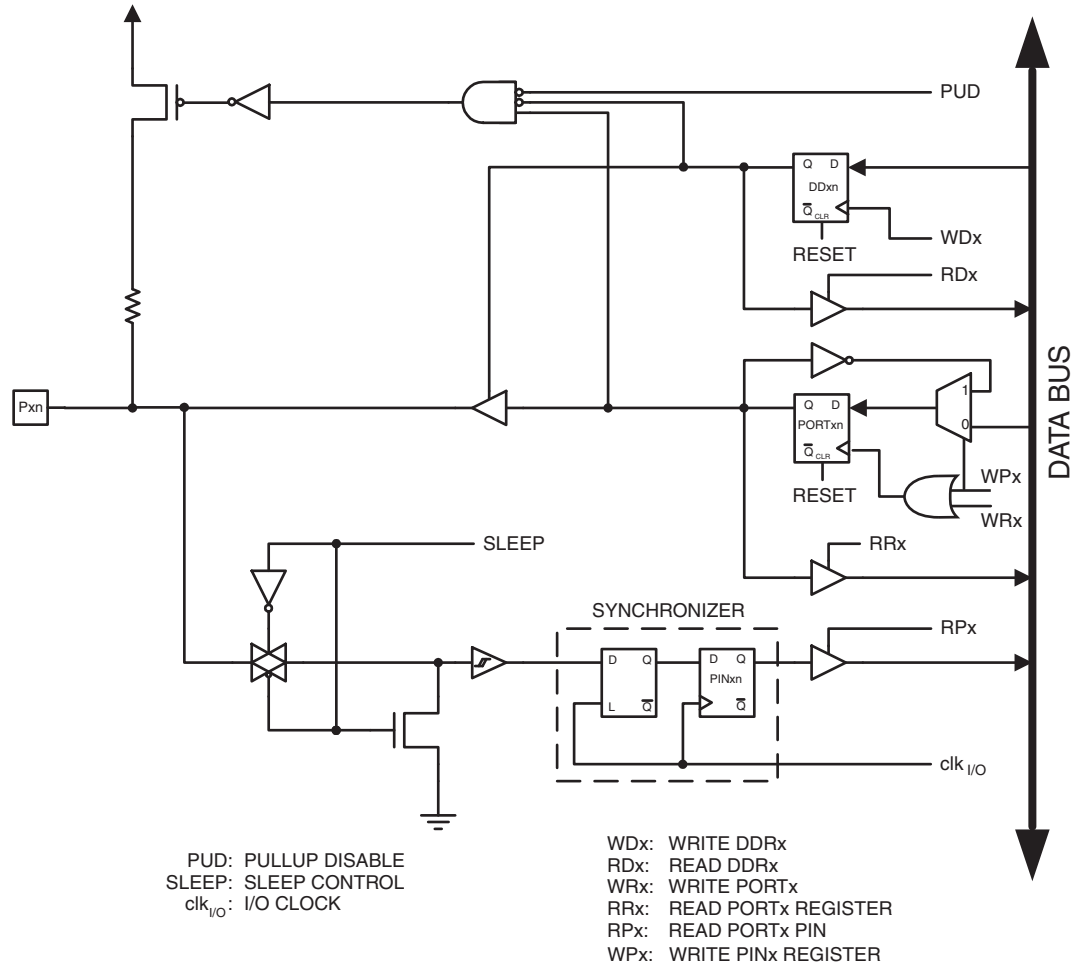 PUD
Q D
DDxn
Q CLR
WDx
RESET
RDx
DATA BUS
Pxn
1
Q D
PORTxn
0
Q CLR
WPx
RESET
WRx
RRx
SLEEP
SYNCHRONIZER
RPx
D Q D Q
PINxn
L Q Q
clk I/O
PUD: PULLUP DISABLE
SLEEP: SLEEP CONTROL
clkI/O: I/O CLOCK
WDx: WRITE DDRx
RDx: READ DDRx
WRx: WRITE PORTx
RRx: READ PORTx REGISTER
RPx: READ PORTx PIN
WPx: WRITE PINx REGISTER